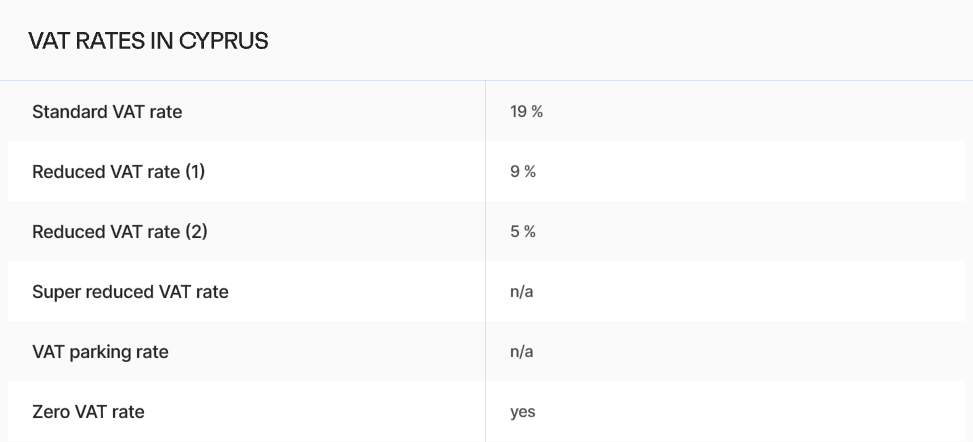 VAT RATES IN CYPRUS
Standard VAT rate 19 %
Reduced VAT rate (1) 9 %
Reduced VAT rate (2) 5 %
Super reduced VAT rate n/a
VAT parking rate n/a
Zero VAT rate yes